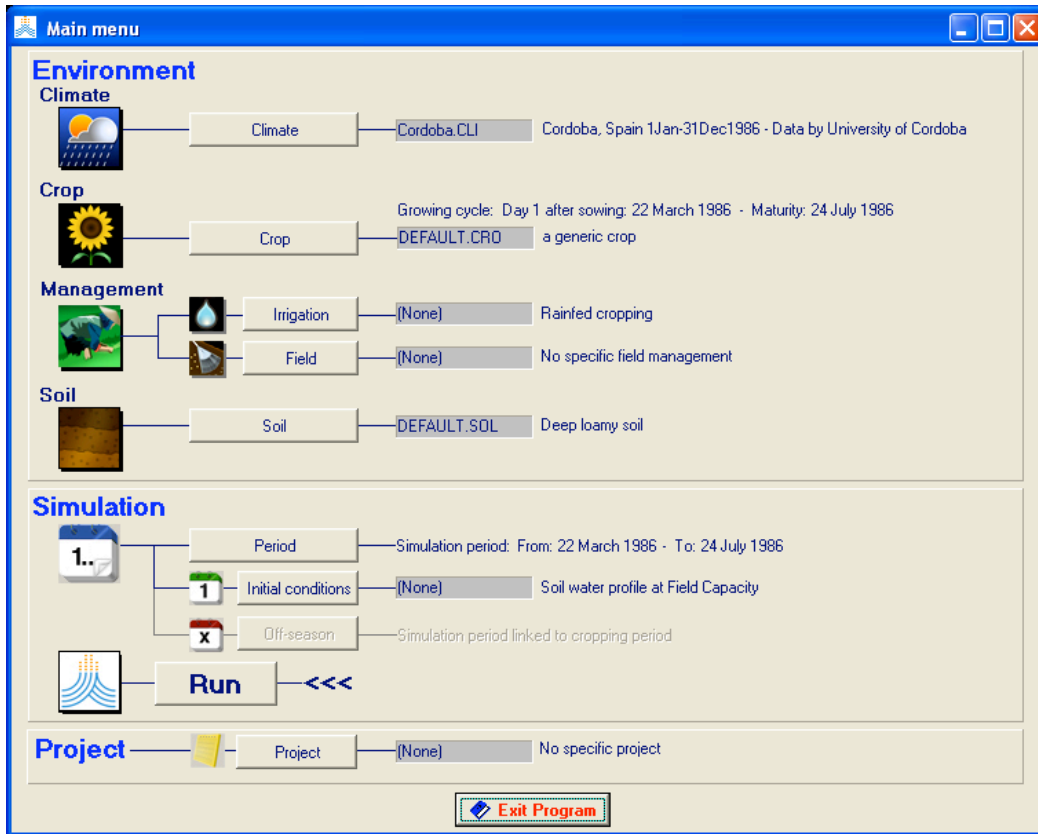 Main menu
Environment
Climate
Climate Cordoba.CLI Cordoba, Spain 1Jan-31Dec1986 - Data by University of Cordoba
Crop
Growing cycle: Day 1 after sowing: 22 March 1986 - Maturity: 24 July 1986
Crop DEFAULT.CRO a generic crop
Management
Irrigation (None) Rainfed cropping
Field (None) No specific field management
Soil
Soil DEFAULT.SOL Deep loamy soil
Simulation
1.. Period Simulation period: From: 22 March 1986 - To: 24 July 1986
1 Initial conditions (None) Soil water profile at Field Capacity
x Off-season Simulation period linked to cropping period
Run <<<
Project Project (None) No specific project
Exit Program